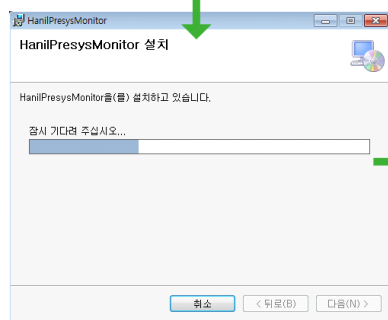 HanilPresysMonitor
HanilPresysMonitor 설치
HanilPresysMonitor을(를) 설치하고 있습니다.
잠시 기다려 주십시오...
취소
< 뒤로(B)
다음(N) >